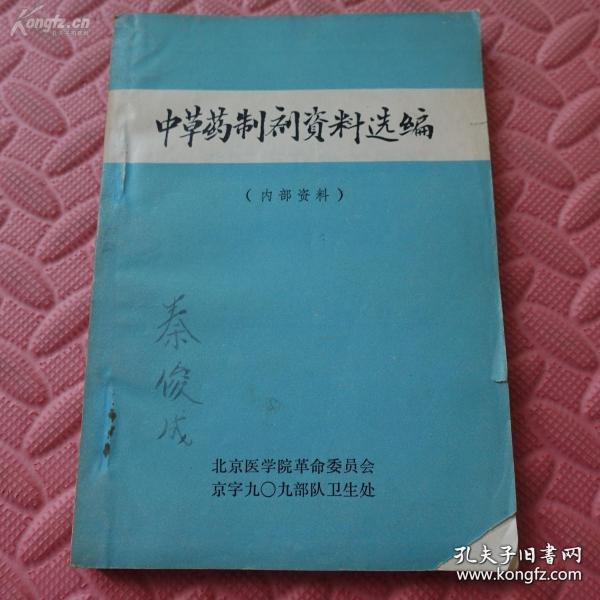 Kongfz.cn
中草药制剂資料选编
（内部资料）
秦俊成
北京医学院革命委员会
京字九〇九部队卫生处
孔夫子旧书网
www.kongfz.com